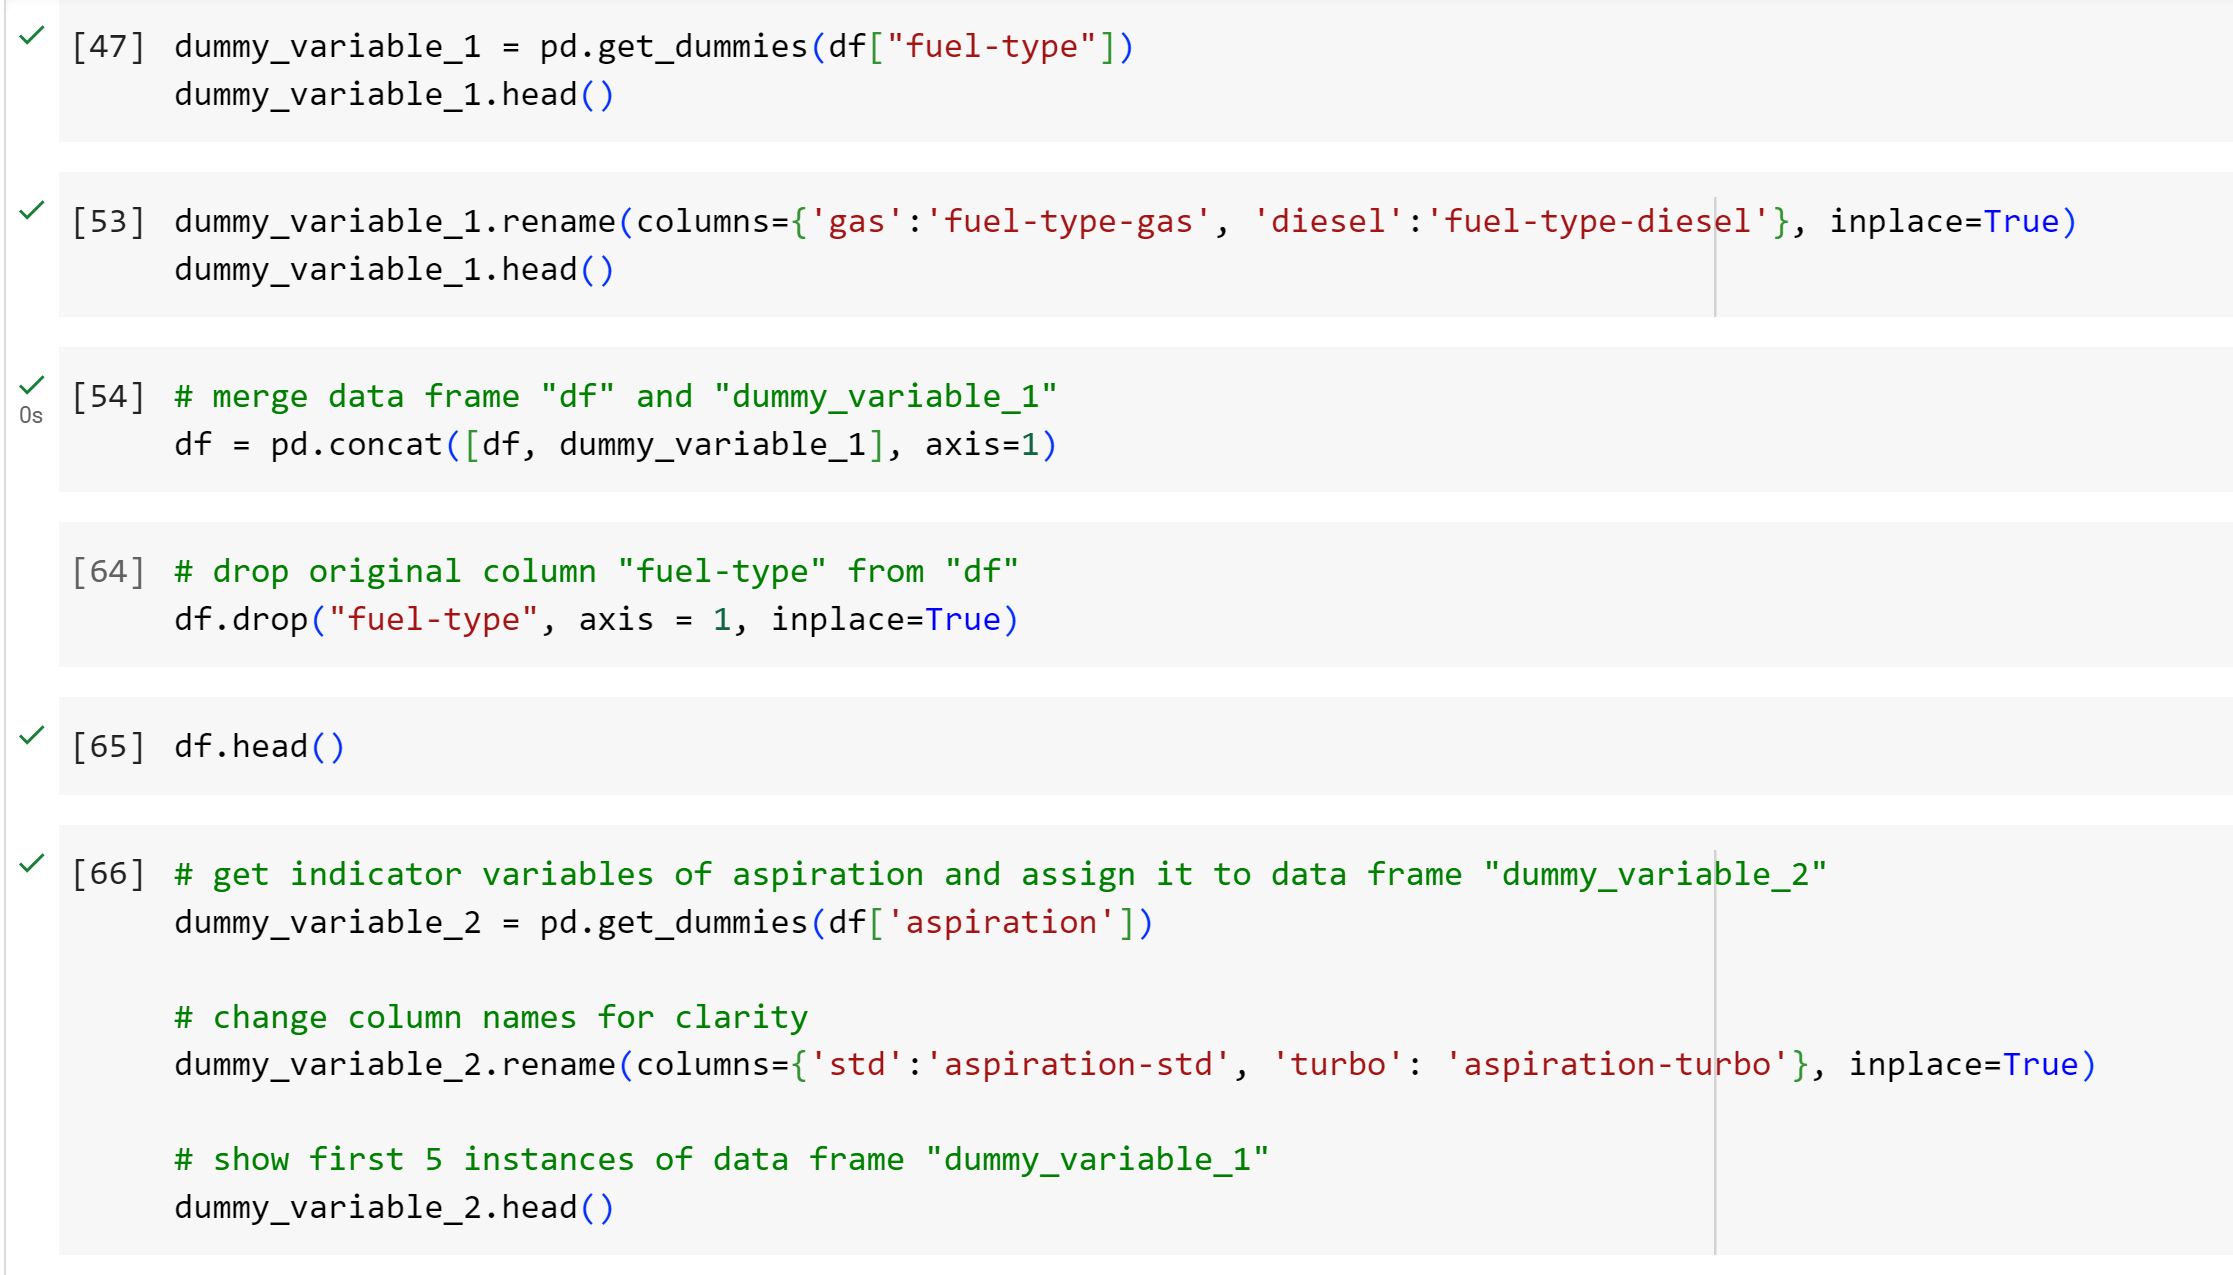 [47] dummy_variable_1 = pd.get_dummies(df["fuel-type"])
dummy_variable_1.head()
[53] dummy_variable_1.rename(columns={'gas':'fuel-type-gas', 'diesel':'fuel-type-diesel'}, inplace=True)
dummy_variable_1.head()
[54] # merge data frame "df" and "dummy_variable_1"
0s
df = pd.concat([df, dummy_variable_1], axis=1)
[64] # drop original column "fuel-type" from "df"
df.drop("fuel-type", axis = 1, inplace=True)
[65] df.head()
[66] # get indicator variables of aspiration and assign it to data frame "dummy_variable_2"
dummy_variable_2 = pd.get_dummies(df['aspiration'])
# change column names for clarity
dummy_variable_2.rename(columns={'std':'aspiration-std', 'turbo': 'aspiration-turbo'}, inplace=True)
# show first 5 instances of data frame "dummy_variable_1"
dummy_variable_2.head()